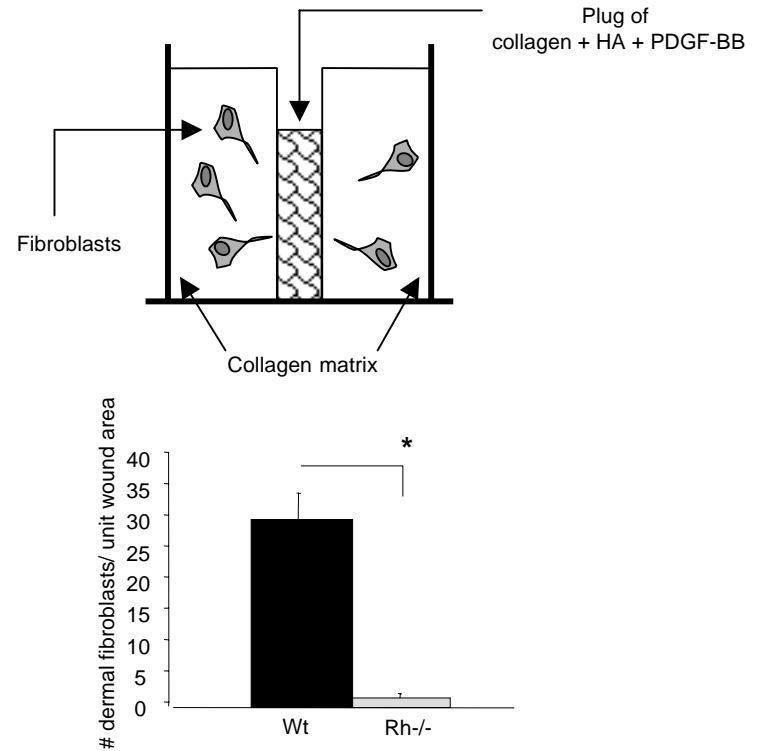 Plug of
collagen + HA + PDGF-BB
Fibroblasts
Collagen matrix
# dermal fibroblasts/ unit wound area
40
35
30
25
20
15
10
5
0
*
Wt
Rh-/-